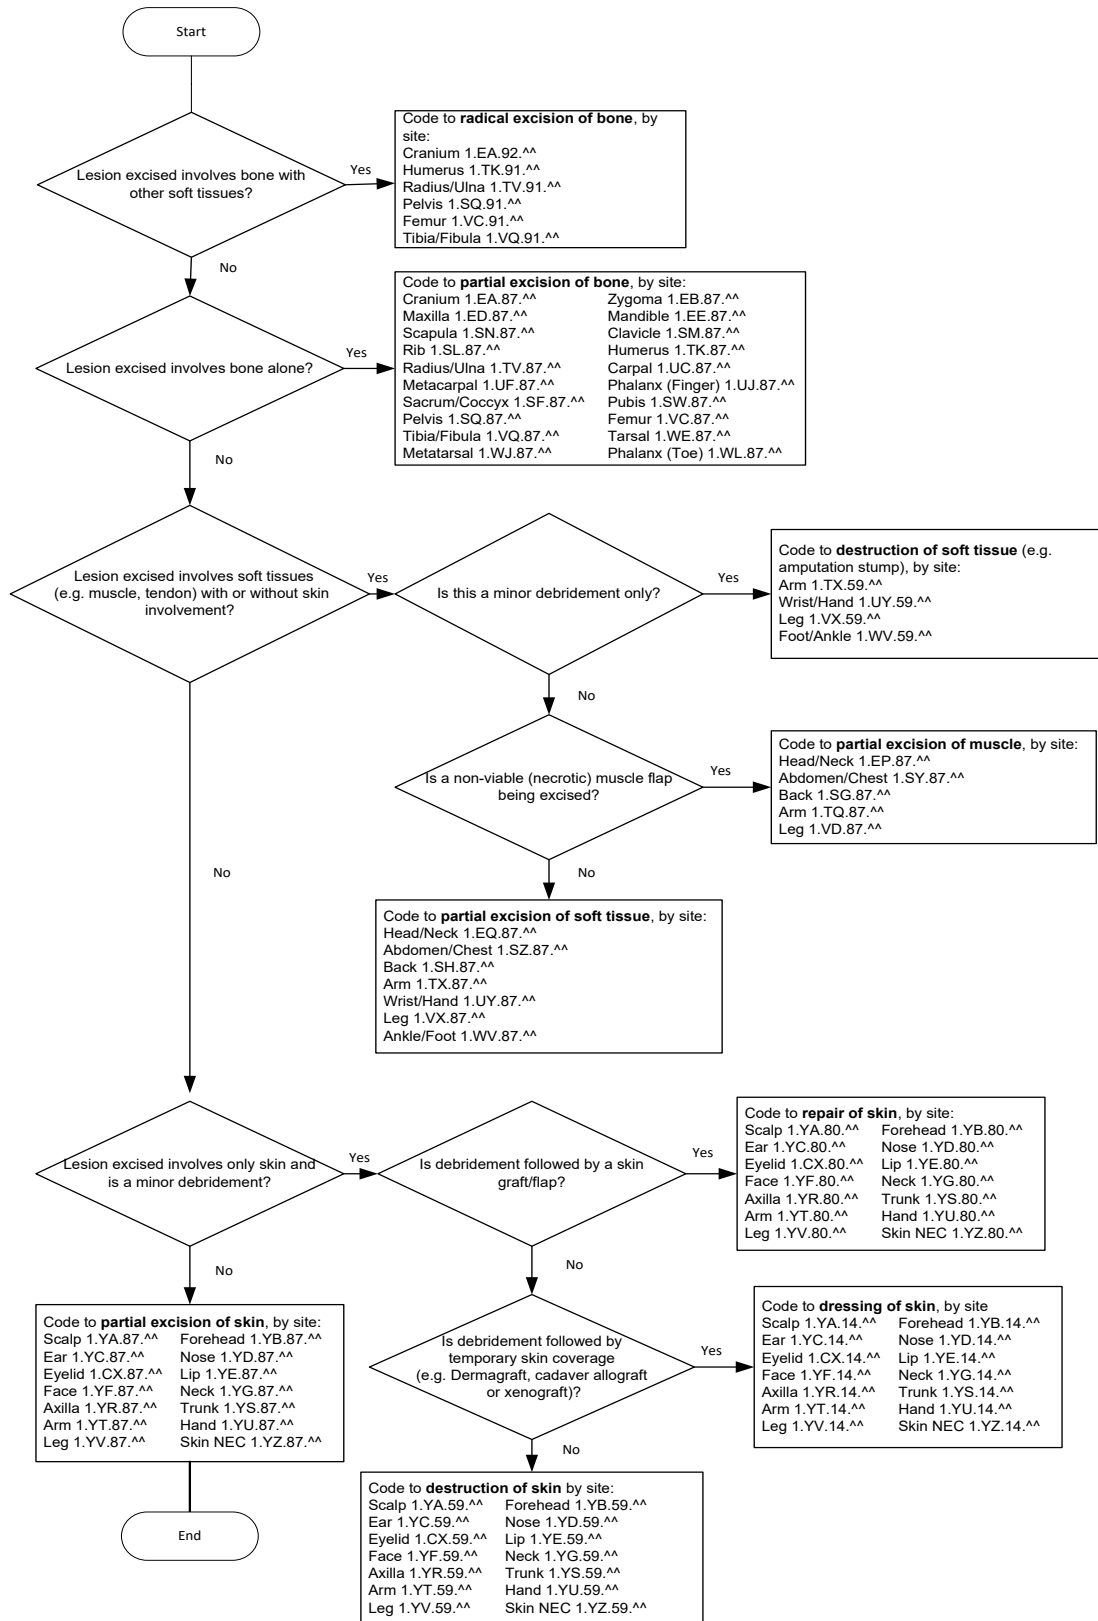 Start
Lesion excised involves bone with
other soft tissues?
Yes
Code to radical excision of bone, by
site:
Cranium 1.EA.92.^^
Humerus 1.TK.91.^^
Radius/Ulna 1.TV.91.^^
Pelvis 1.SQ.91.^^
Femur 1.VC.91.^^
Tibia/Fibula 1.VQ.91.^^
No
Lesion excised involves bone alone?
Yes
Code to partial excision of bone, by site:
Cranium 1.EA.87.^^ Zygoma 1.EB.87.^^
Maxilla 1.ED.87.^^ Mandible 1.EE.87.^^
Scapula 1.SN.87.^^ Clavicle 1.SM.87.^^
Rib 1.SL.87.^^ Humerus 1.TK.87.^^
Radius/Ulna 1.TV.87.^^ Carpal 1.UC.87.^^
Metacarpal 1.UF.87.^^ Phalanx (Finger) 1.UJ.87.^^
Sacrum/Coccyx 1.SF.87.^^ Pubis 1.SW.87.^^
Pelvis 1.SQ.87.^^ Femur 1.VC.87.^^
Tibia/Fibula 1.VQ.87.^^ Tarsal 1.WE.87.^^
Metatarsal 1.WJ.87.^^ Phalanx (Toe) 1.WL.87.^^
No
Lesion excised involves soft tissues
(e.g. muscle, tendon) with or without skin
involvement?
Yes
Is this a minor debridement only?
Yes
Code to destruction of soft tissue (e.g.
amputation stump), by site:
Arm 1.TX.59.^^
Wrist/Hand 1.UY.59.^^
Leg 1.VX.59.^^
Foot/Ankle 1.WV.59.^^
No
Is a non-viable (necrotic) muscle flap
being excised?
Yes
Code to partial excision of muscle, by site:
Head/Neck 1.EP.87.^^
Abdomen/Chest 1.SY.87.^^
Back 1.SG.87.^^
Arm 1.TQ.87.^^
Leg 1.VD.87.^^
No
No
Code to partial excision of soft tissue, by site:
Head/Neck 1.EQ.87.^^
Abdomen/Chest 1.SZ.87.^^
Back 1.SH.87.^^
Arm 1.TX.87.^^
Wrist/Hand 1.UY.87.^^
Leg 1.VX.87.^^
Ankle/Foot 1.WV.87.^^
Lesion excised involves only skin and
is a minor debridement?
Yes
Is debridement followed by a skin
graft/flap?
Yes
Code to repair of skin, by site:
Scalp 1.YA.80.^^ Forehead 1.YB.80.^^
Ear 1.YC.80.^^ Nose 1.YD.80.^^
Eyelid 1.CX.80.^^ Lip 1.YE.80.^^
Face 1.YF.80.^^ Neck 1.YG.80.^^
Axilla 1.YR.80.^^ Trunk 1.YS.80.^^
Arm 1.YT.80.^^ Hand 1.YU.80.^^
Leg 1.YV.80.^^ Skin NEC 1.YZ.80.^^
No
No
Code to partial excision of skin, by site:
Scalp 1.YA.87.^^ Forehead 1.YB.87.^^
Ear 1.YC.87.^^ Nose 1.YD.87.^^
Eyelid 1.CX.87.^^ Lip 1.YE.87.^^
Face 1.YF.87.^^ Neck 1.YG.87.^^
Axilla 1.YR.87.^^ Trunk 1.YS.87.^^
Arm 1.YT.87.^^ Hand 1.YU.87.^^
Leg 1.YV.87.^^ Skin NEC 1.YZ.87.^^
Is debridement followed by
temporary skin coverage
(e.g. Dermagraft, cadaver allograft
or xenograft)?
Yes
Code to dressing of skin, by site
Scalp 1.YA.14.^^ Forehead 1.YB.14.^^
Ear 1.YC.14.^^ Nose 1.YD.14.^^
Eyelid 1.CX.14.^^ Lip 1.YE.14.^^
Face 1.YF.14.^^ Neck 1.YG.14.^^
Axilla 1.YR.14.^^ Trunk 1.YS.14.^^
Arm 1.YT.14.^^ Hand 1.YU.14.^^
Leg 1.YV.14.^^ Skin NEC 1.YZ.14.^^
No
End
Code to destruction of skin by site:
Scalp 1.YA.59.^^ Forehead 1.YB.59.^^
Ear 1.YC.59.^^ Nose 1.YD.59.^^
Eyelid 1.CX.59.^^ Lip 1.YE.59.^^
Face 1.YF.59.^^ Neck 1.YG.59.^^
Axilla 1.YR.59.^^ Trunk 1.YS.59.^^
Arm 1.YT.59.^^ Hand 1.YU.59.^^
Leg 1.YV.59.^^ Skin NEC 1.YZ.59.^^